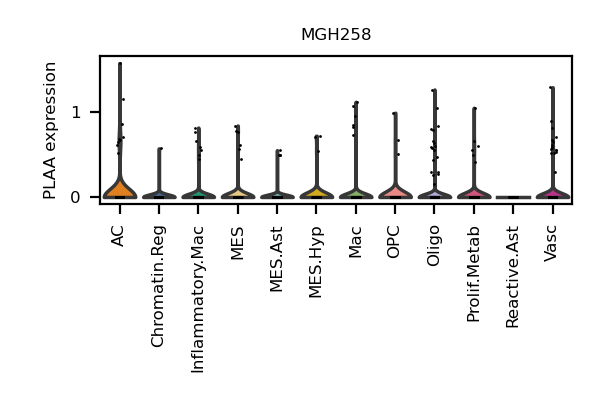 MGH258
PLAA expression
1
0
AC
Chromatin.Reg
Inflammatory.Mac
MES
MES.Ast
MES.Hyp
Mac
OPC
Oligo
Prolif.Metab
Reactive.Ast
Vasc